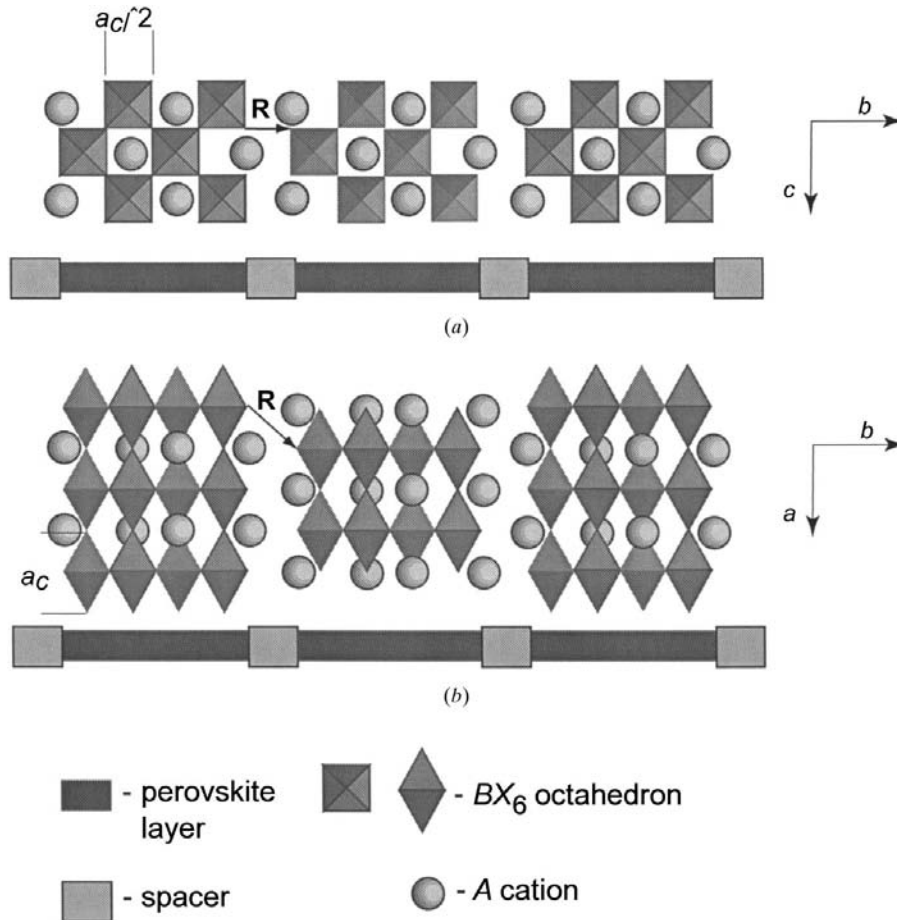 a_c/^2
R
b
c
(a)
R
b
a
a_c
(b)
- perovskite
layer
- BX₆ octahedron
- spacer
- A cation